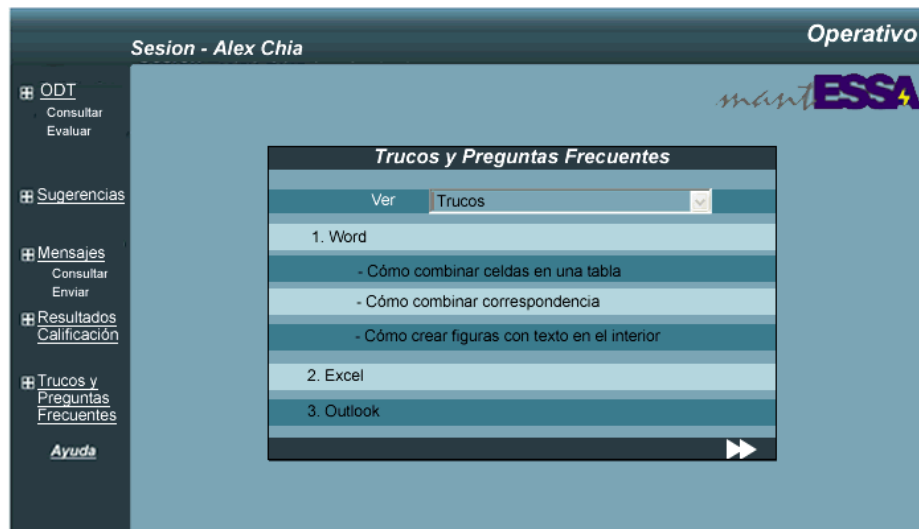 Operativo
Sesion - Alex Chia
mantESSA
ODT
Consultar
Evaluar
Sugerencias
Mensajes
Consultar
Enviar
Resultados
Calificación
Trucos y
Preguntas
Frecuentes
Ayuda
Trucos y Preguntas Frecuentes
Ver Trucos
1. Word
- Cómo combinar celdas en una tabla
- Cómo combinar correspondencia
- Cómo crear figuras con texto en el interior
2. Excel
3. Outlook